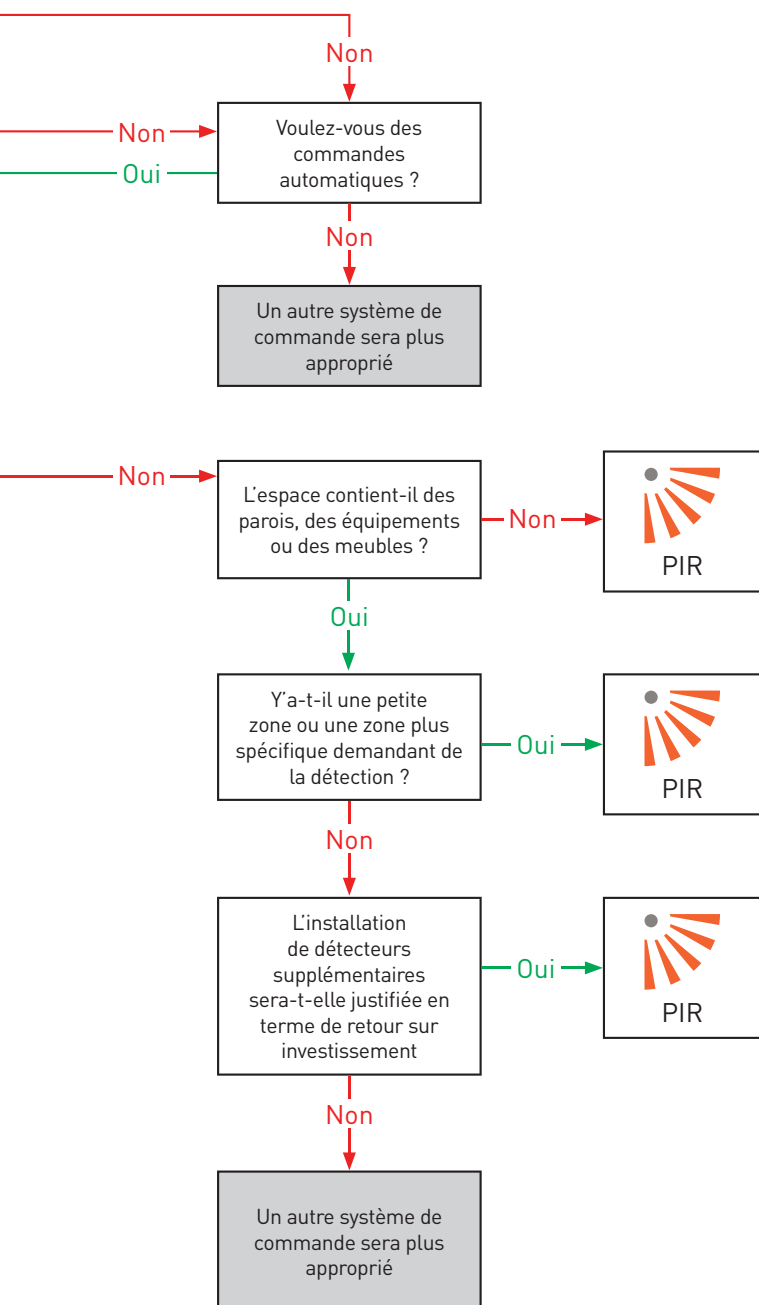 Non
Non
Oui
Voulez-vous des
commandes
automatiques ?
Non
Un autre système de
commande sera plus
approprié
Non
L'espace contient-il des
parois, des équipements
ou des meubles ?
Non
PIR
Oui
Y'a-t-il une petite
zone ou une zone plus
spécifique demandant de
la détection ?
Oui
PIR
Non
L'installation
de détecteurs
supplémentaires
sera-t-elle justifiée en
terme de retour sur
investissement
Oui
PIR
Non
Un autre système de
commande sera plus
approprié